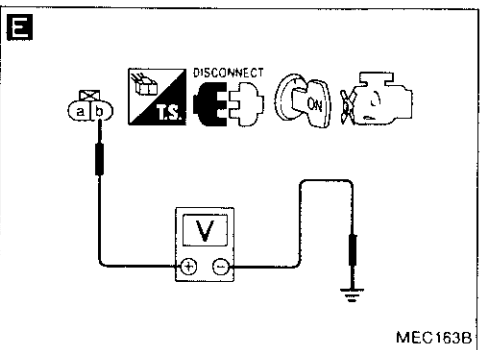 E
DISCONNECT
a b
T.S.
ON
V
+ −
MEC163B